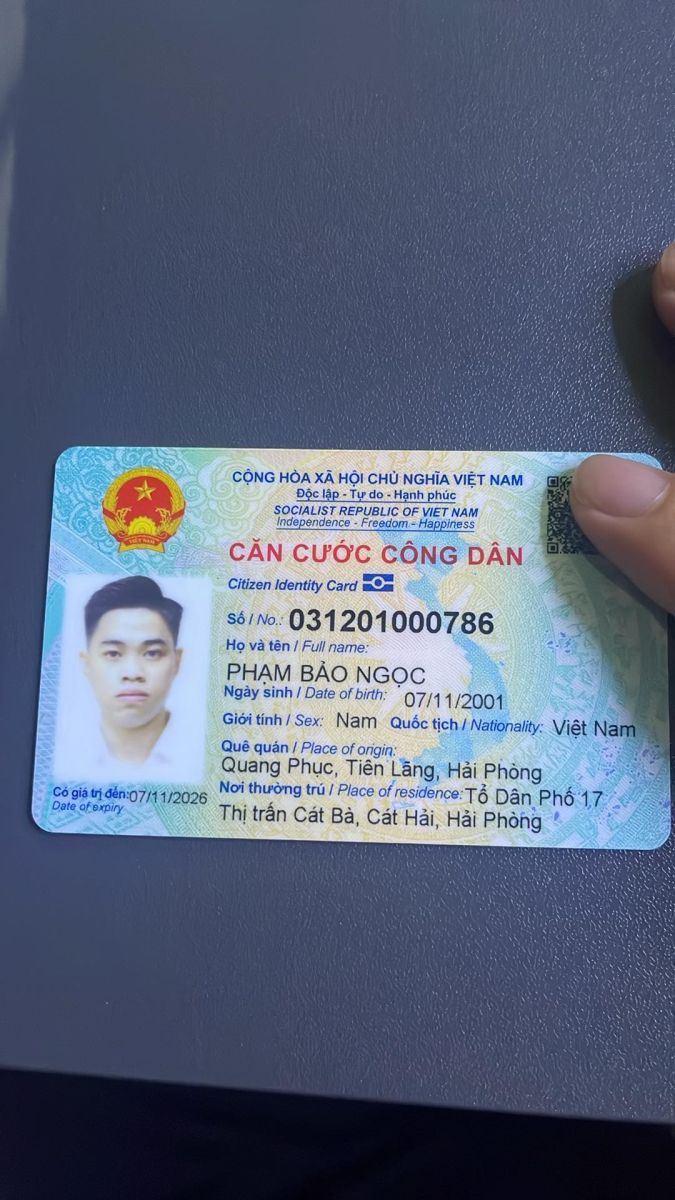 CỘNG HÒA XÃ HỘI CHỦ NGHĨA VIỆT NAM
Độc lập - Tự do - Hạnh phúc
SOCIALIST REPUBLIC OF VIET NAM
Independence - Freedom - Happiness
CĂN CƯỚC CÔNG DÂN
Citizen Identity Card
Số / No.: 031201000786
Họ và tên / Full name:
PHẠM BẢO NGỌC
Ngày sinh / Date of birth: 07/11/2001
Giới tính / Sex: Nam Quốc tịch / Nationality: Việt Nam
Quê quán / Place of origin:
Quang Phục, Tiên Lãng, Hải Phòng
Nơi thường trú / Place of residence: Tổ Dân Phố 17
Thị trấn Cát Bà, Cát Hải, Hải Phòng
Có giá trị đến: 07/11/2026
Date of expiry
VIỆT NAM